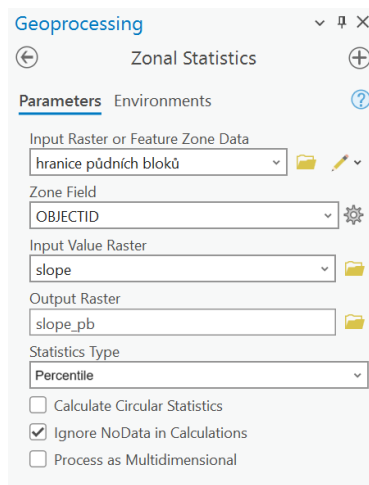 Geoprocessing
Zonal Statistics
Parameters Environments
Input Raster or Feature Zone Data
hranice půdních bloků
Zone Field
OBJECTID
Input Value Raster
slope
Output Raster
slope_pb
Statistics Type
Percentile
Calculate Circular Statistics
Ignore NoData in Calculations
Process as Multidimensional